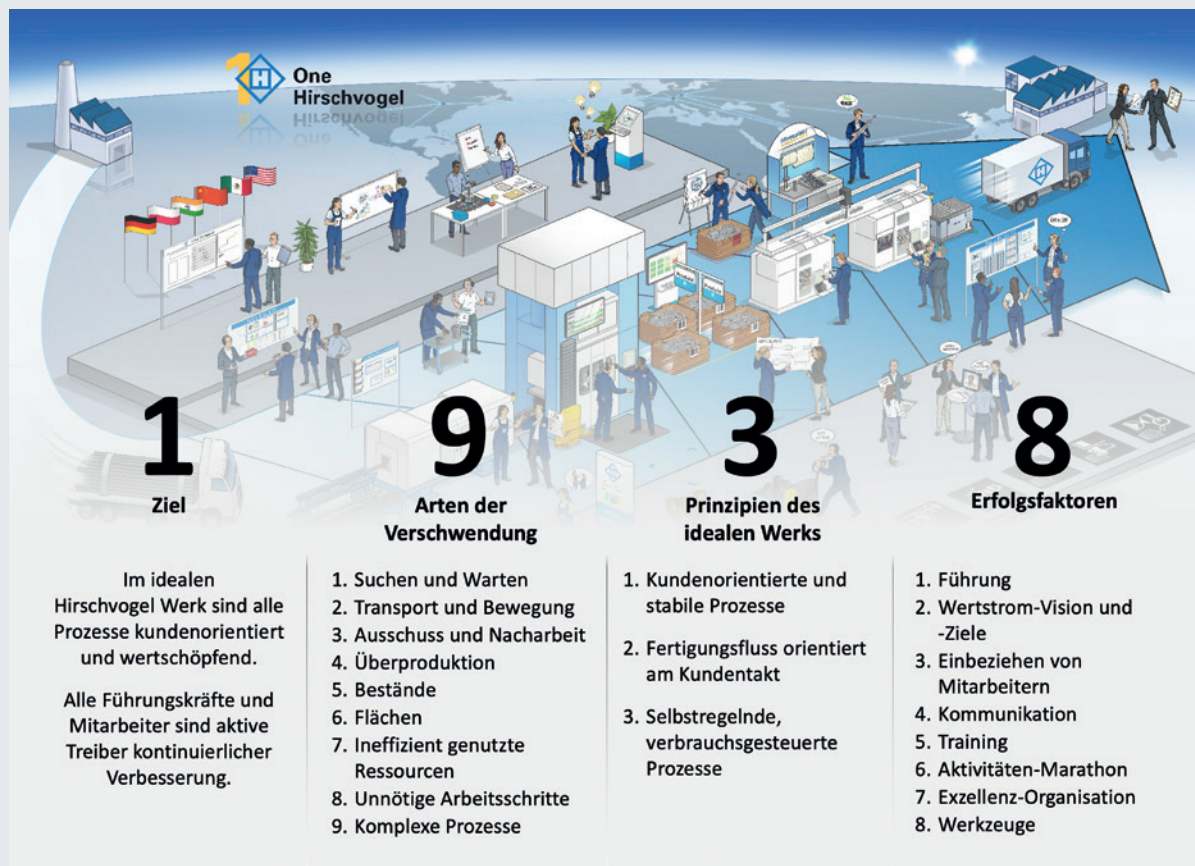 One
Hirschvogel
1
Ziel
Im idealen
Hirschvogel Werk sind alle
Prozesse kundenorientiert
und wertschöpfend.
Alle Führungskräfte und
Mitarbeiter sind aktive
Treiber kontinuierlicher
Verbesserung.
9
Arten der
Verschwendung
1. Suchen und Warten
2. Transport und Bewegung
3. Ausschuss und Nacharbeit
4. Überproduktion
5. Bestände
6. Flächen
7. Ineffizient genutzte
Ressourcen
8. Unnötige Arbeitsschritte
9. Komplexe Prozesse
3
Prinzipien des
idealen Werks
1. Kundenorientierte und
stabile Prozesse
2. Fertigungsfluss orientiert
am Kundentakt
3. Selbstregelnde,
verbrauchsgesteuerte
Prozesse
8
Erfolgsfaktoren
1. Führung
2. Wertstrom-Vision und
-Ziele
3. Einbeziehen von
Mitarbeitern
4. Kommunikation
5. Training
6. Aktivitäten-Marathon
7. Exzellenz-Organisation
8. Werkzeuge